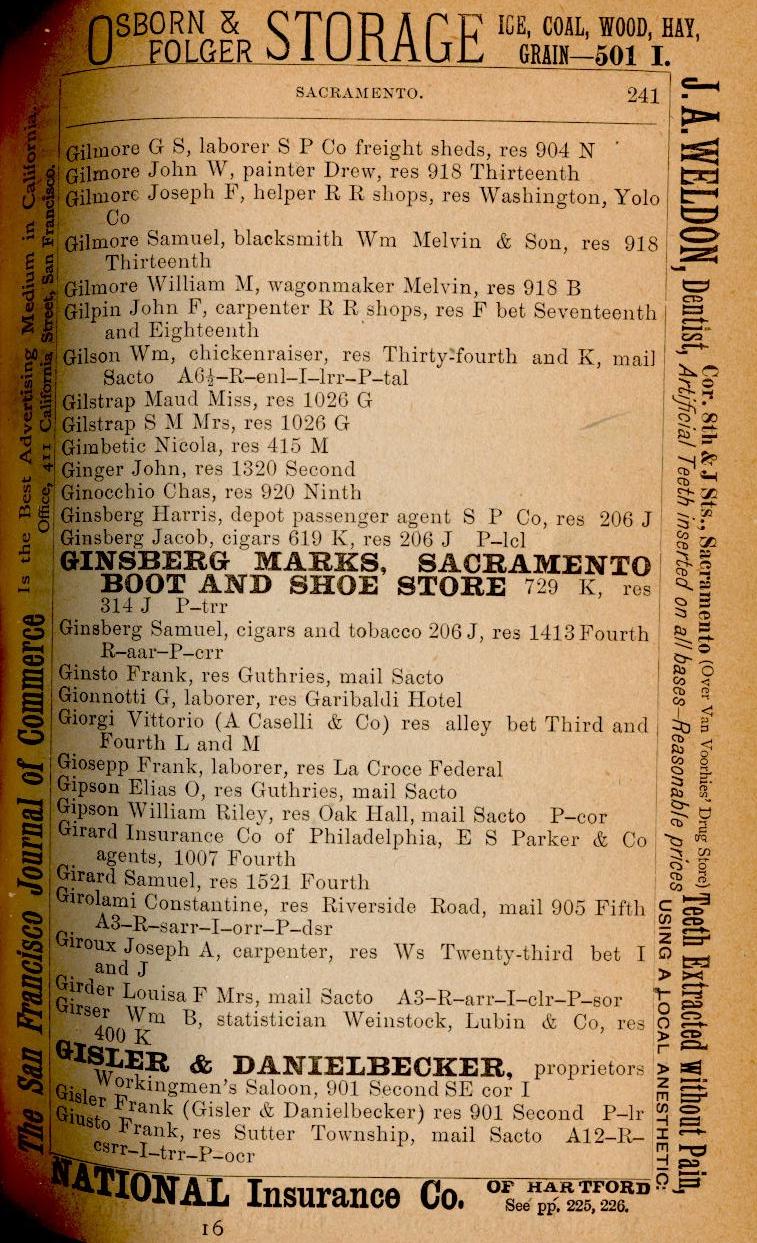 OSBORN & FOLGER STORAGE ICE, COAL, WOOD, HAY, GRAIN—501 I.
SACRAMENTO. 241
Gilmore G S, laborer S P Co freight sheds, res 904 N
Gilmore John W, painter Drew, res 918 Thirteenth
Gilmore Joseph F, helper R R shops, res Washington, Yolo
Co
Gilmore Samuel, blacksmith Wm Melvin & Son, res 918
Thirteenth
Gilmore William M, wagonmaker Melvin, res 918 B
Gilpin John F, carpenter R R shops, res F bet Seventeenth
and Eighteenth
Gilson Wm, chickenraiser, res Thirty-fourth and K, mail
Sacto A6½–R–enl–I–lrr–P–tal
Gilstrap Maud Miss, res 1026 G
Gilstrap S M Mrs, res 1026 G
Gimbetic Nicola, res 415 M
Ginger John, res 1320 Second
Ginocchio Chas, res 920 Ninth
Ginsberg Harris, depot passenger agent S P Co, res 206 J
Ginsberg Jacob, cigars 619 K, res 206 J P–lcl
GINSBERG MARKS, SACRAMENTO
BOOT AND SHOE STORE 729 K, res
314 J P–trr
Ginsberg Samuel, cigars and tobacco 206 J, res 1413 Fourth
R–aar–P–crr
Ginsto Frank, res Guthries, mail Sacto
Gionnotti G, laborer, res Garibaldi Hotel
Giorgi Vittorio (A Caselli & Co) res alley bet Third and
Fourth L and M
Giosepp Frank, laborer, res La Croce Federal
Gipson Elias O, res Guthries, mail Sacto
Gipson William Riley, res Oak Hall, mail Sacto P–cor
Girard Insurance Co of Philadelphia, E S Parker & Co
agents, 1007 Fourth
Girard Samuel, res 1521 Fourth
Girolami Constantine, res Riverside Road, mail 905 Fifth
A3–R–sarr–I–orr–P–dsr
Giroux Joseph A, carpenter, res Ws Twenty-third bet I
and J
Girder Louisa F Mrs, mail Sacto A3–R–arr–I–clr–P–sor
Girser Wm B, statistician Weinstock, Lubin & Co, res
400 K
GISLER & DANIELBECKER, proprietors
Workingmen's Saloon, 901 Second SE cor I
Gisler Frank (Gisler & Danielbecker) res 901 Second P–lr
Giusto Frank, res Sutter Township, mail Sacto A12–R–
csrr–I–trr–P–ocr
NATIONAL Insurance Co. OF HARTFORD
See pp. 225, 226.
16
The San Francisco Journal of Commerce Is the Best Advertising Medium in California.
Office, 411 California Street, San Francisco.
J. A. WELDON, Dentist, Cor. 8th & J Sts., Sacramento (Over Van Voorhies' Drug Store) Teeth Extracted without Pain,
Artificial Teeth inserted on all bases—Reasonable prices USING A LOCAL ANESTHETIC.